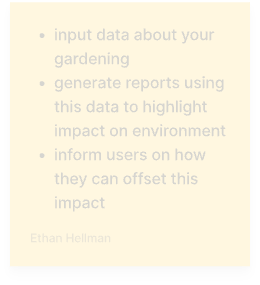 • input data about your
gardening
• generate reports using
this data to highlight
impact on environment
• inform users on how
they can offset this
impact
Ethan Hellman